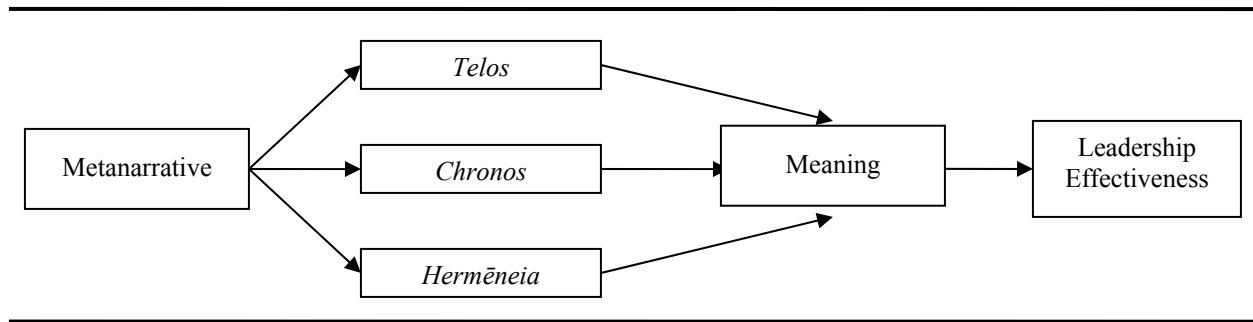 Telos
Metanarrative
Chronos
Meaning
Leadership
Effectiveness
Hermēneia